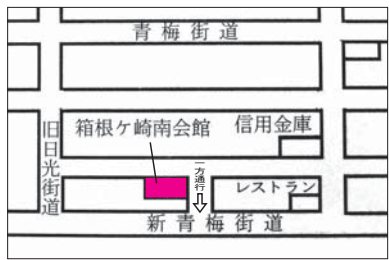 青梅街道
旧日光街道
箱根ケ崎南会館
信用金庫
一方通行
レストラン
新青梅街道